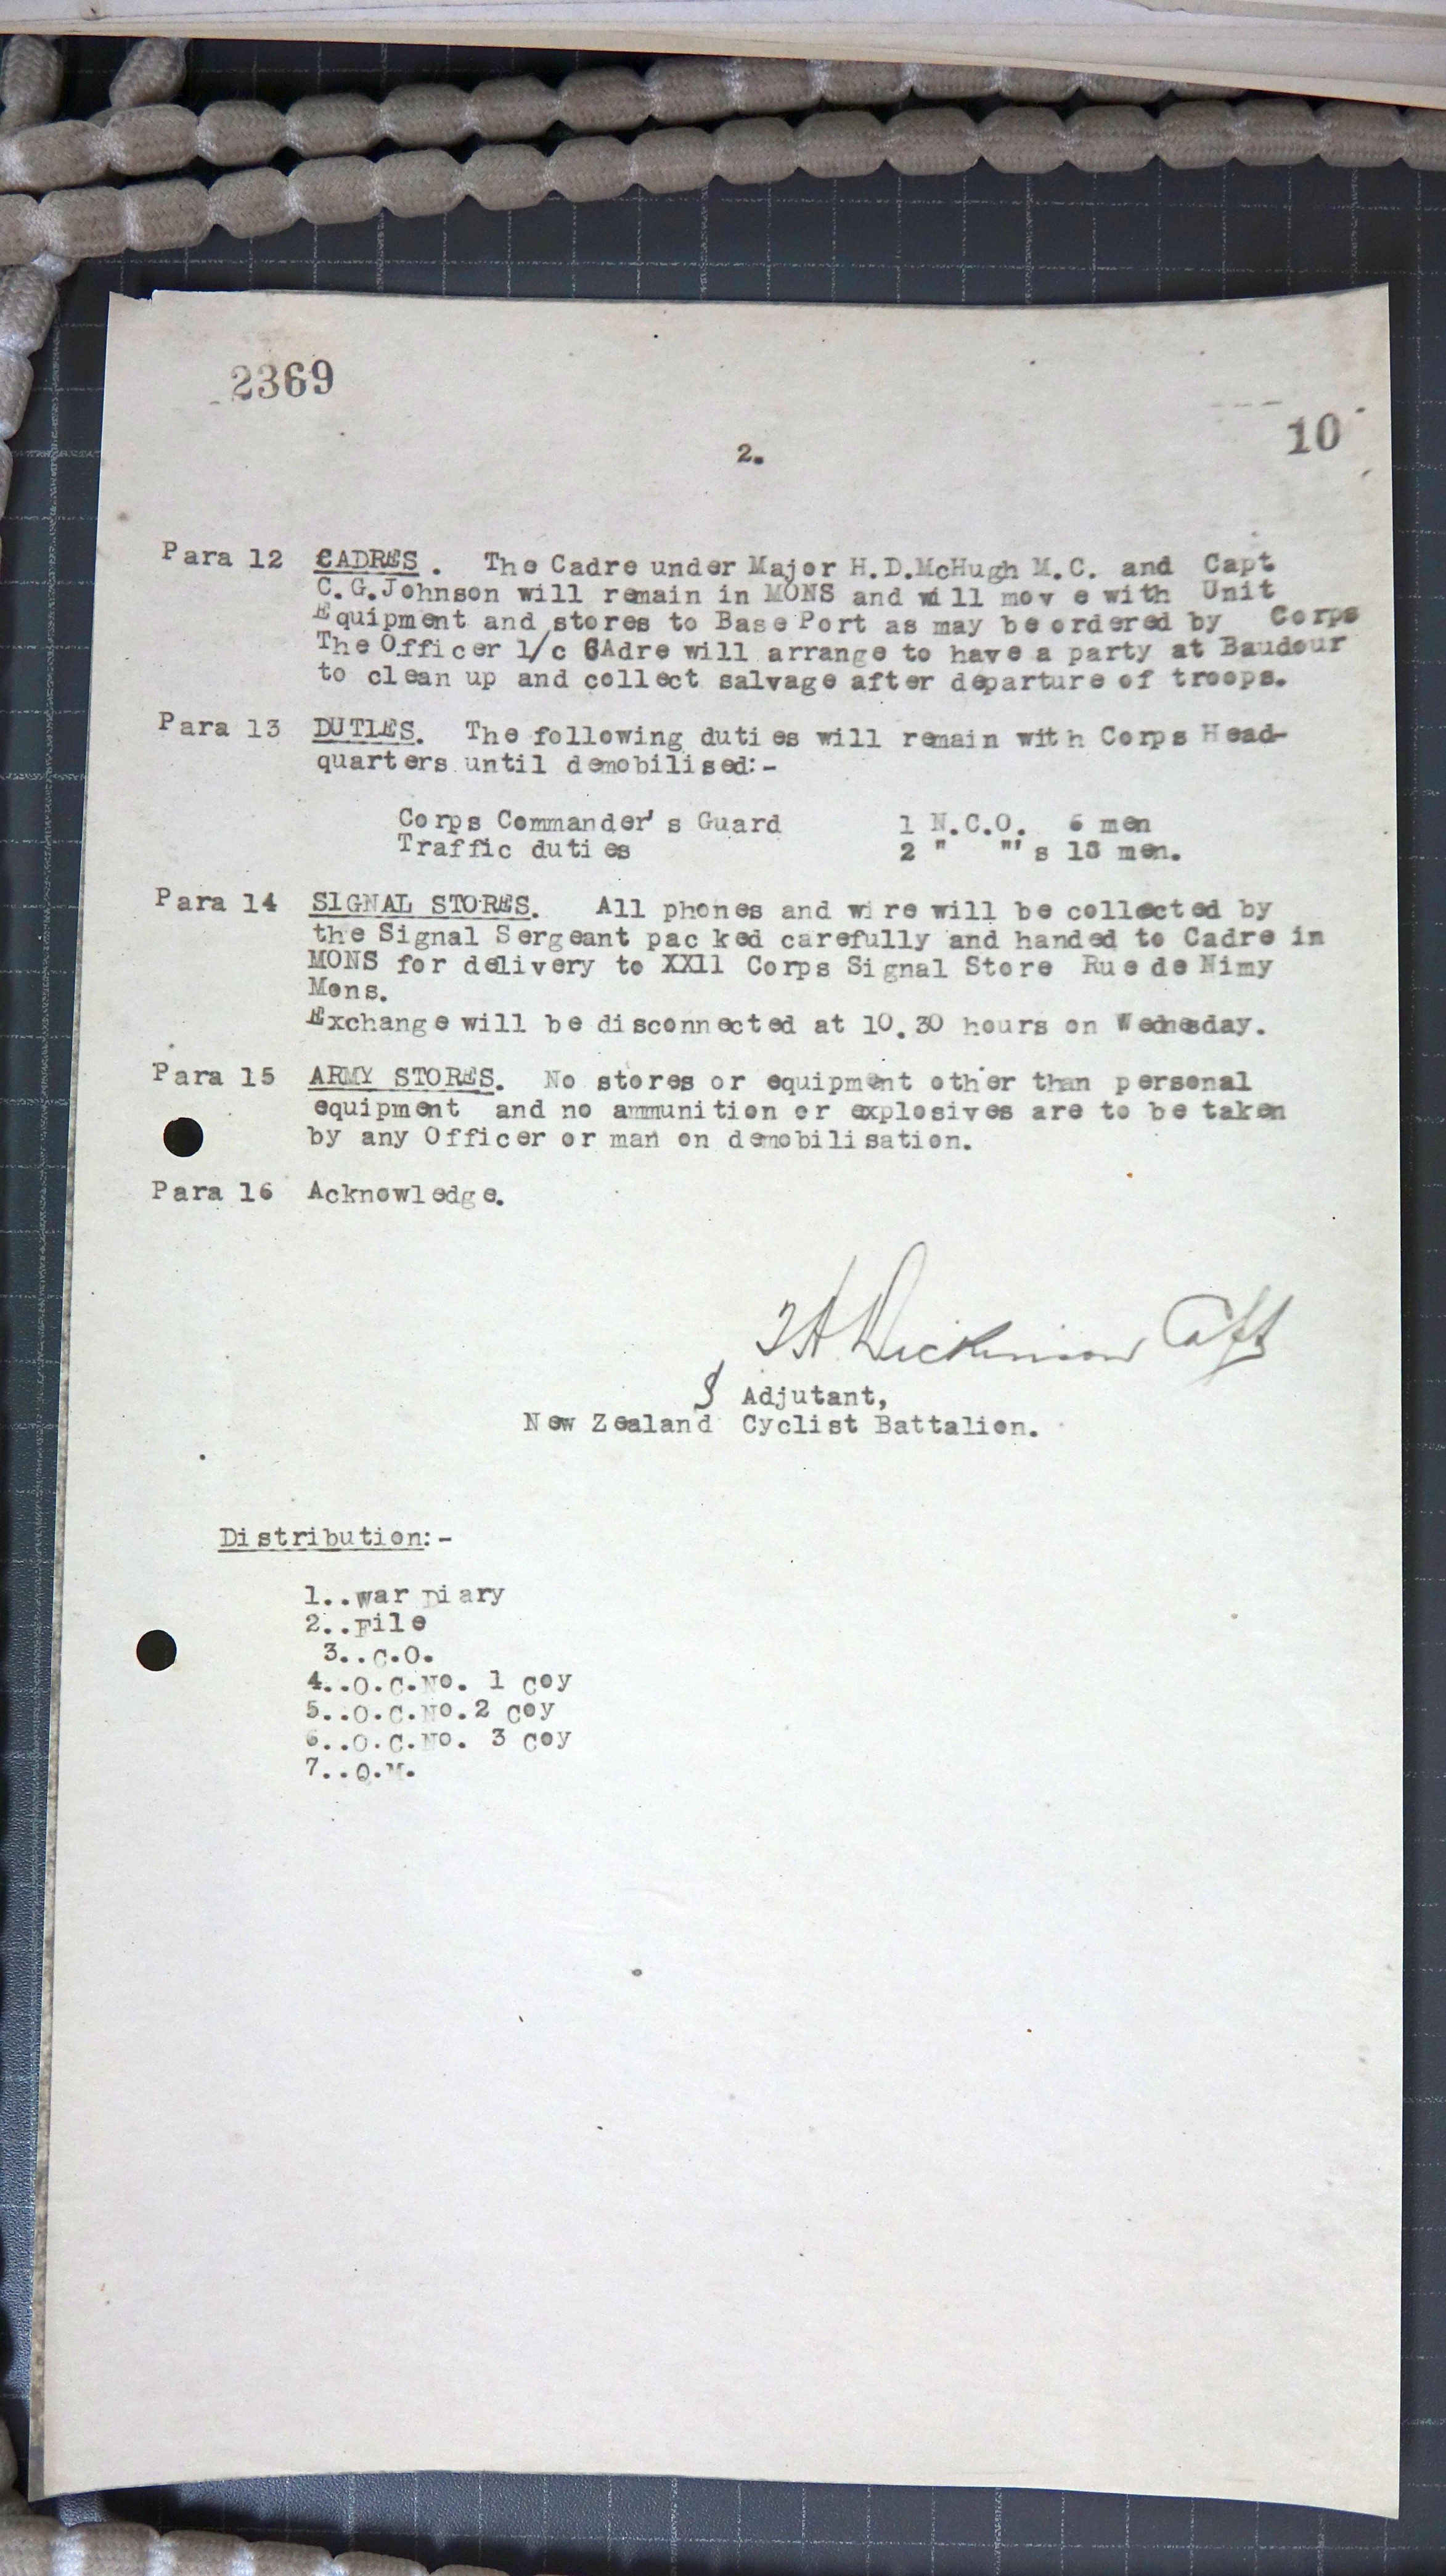 2369
10
2.
Para 12 CADRES. The Cadre under Major H.D.McHugh M.C. and Capt.
C.G.Johnson will remain in MONS and will move with Unit
Equipment and stores to Base Port as may be ordered by Corps
The Officer 1/c CAdre will arrange to have a party at Baudour
to clean up and collect salvage after departure of troops.
Para 13 DUTIES. The following duties will remain with Corps Head-
quarters until demobilised:-
Corps Commander's Guard 1 N.C.O. 6 men
Traffic duties 2 " "'s men.
Para 14 SIGNAL STORES. All phones and wire will be collected by
the Signal Sergeant packed carefully and handed to Cadre in
MONS for delivery to XX11 Corps Signal Store Rue de Nimy
Mons.
Exchange will be disconnected at 10.30 hours on Wednesday.
Para 15 ARMY STORES. No stores or equipment other than personal
equipment and no ammunition or explosives are to be taken
by any Officer or man on demobilisation.
Para 16 Acknowledge.
Dickinson Capt
Adjutant,
New Zealand Cyclist Battalion.
Distribution:-
1..War Diary
2..File
3..C.O.
4..O.C.No. 1 Coy
5..O.C.No.2 Coy
6..O.C.No. 3 Coy
7..Q.M.